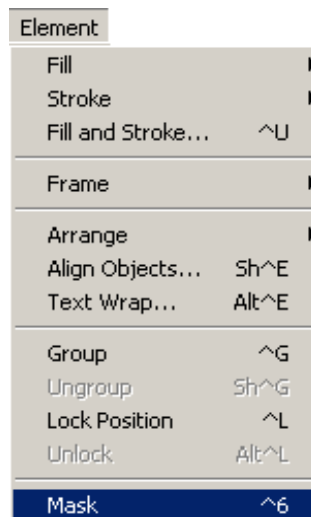 Element
Fill
Stroke
Fill and Stroke... ^U
Frame
Arrange
Align Objects... Sh^E
Text Wrap... Alt^E
Group ^G
Ungroup Sh^G
Lock Position ^L
Unlock Alt^L
Mask ^6